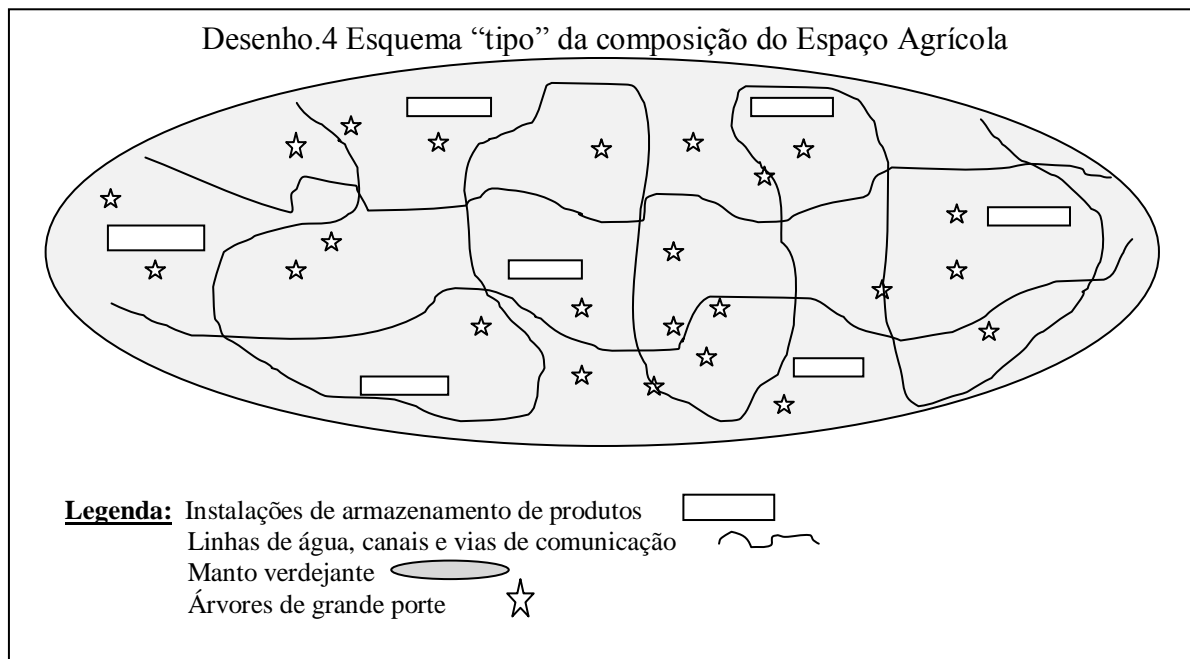 Desenho.4 Esquema “tipo” da composição do Espaço Agrícola
Legenda: Instalações de armazenamento de produtos
Linhas de água, canais e vias de comunicação
Manto verdejante
Árvores de grande porte